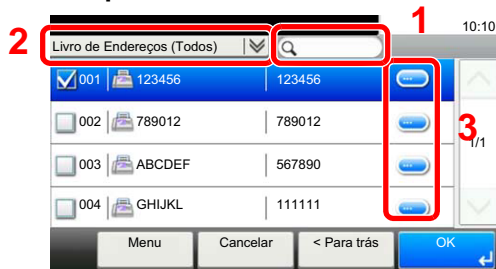 1
10:10
2
Livro de Endereços (Todos)
001 123456 123456
3
1/1
002 789012 789012
003 ABCDEF 567890
004 GHIJKL 111111
Menu Cancelar < Para trás OK